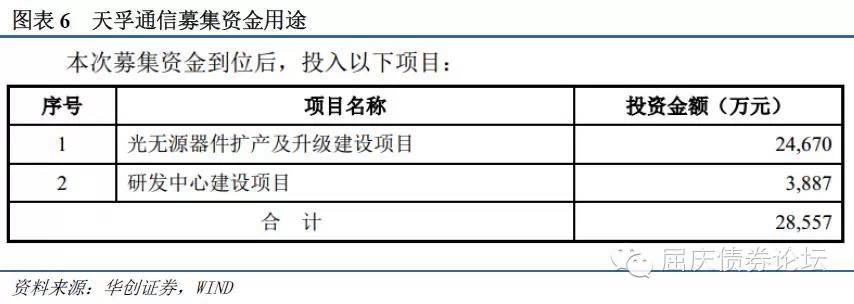 图表 6 天孚通信募集资金用途
本次募集资金到位后，投入以下项目：
序号 项目名称 投资金额（万元）
1 光无源器件扩产及升级建设项目 24,670
2 研发中心建设项目 3,887
合 计 28,557
屈庆债券论坛
资料来源：华创证券，WIND